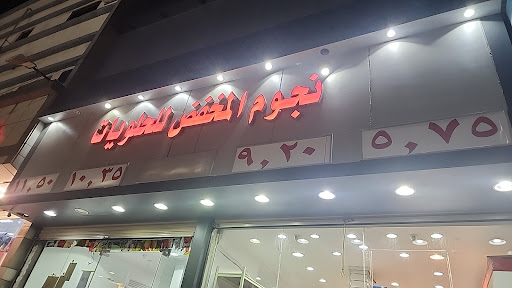 نجوم المخفض للحلويات
٥,٧٥
٩,٢٠
١٠,٣٥
١١,٥٠